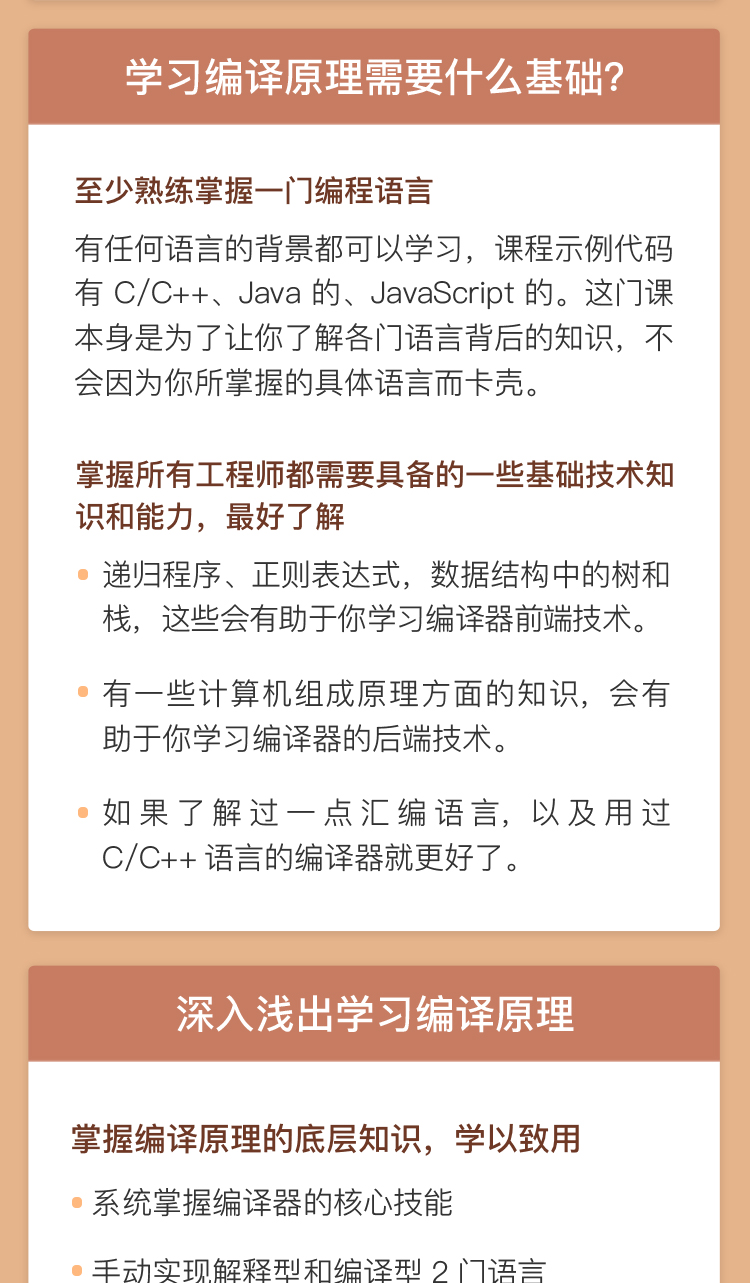 学习编译原理需要什么基础?
至少熟练掌握一门编程语言
有任何语言的背景都可以学习，课程示例代码
有 C/C++、Java 的、JavaScript 的。这门课
本身是为了让你了解各门语言背后的知识，不
会因为你所掌握的具体语言而卡壳。
掌握所有工程师都需要具备的一些基础技术知
识和能力，最好了解
递归程序、正则表达式，数据结构中的树和
栈，这些会有助于你学习编译器前端技术。
有一些计算机组成原理方面的知识，会有
助于你学习编译器的后端技术。
如果了解过一点汇编语言，以及用过
C/C++ 语言的编译器就更好了。
深入浅出学习编译原理
掌握编译原理的底层知识，学以致用
系统掌握编译器的核心技能
手动实现解释型和编译型 2 门语言